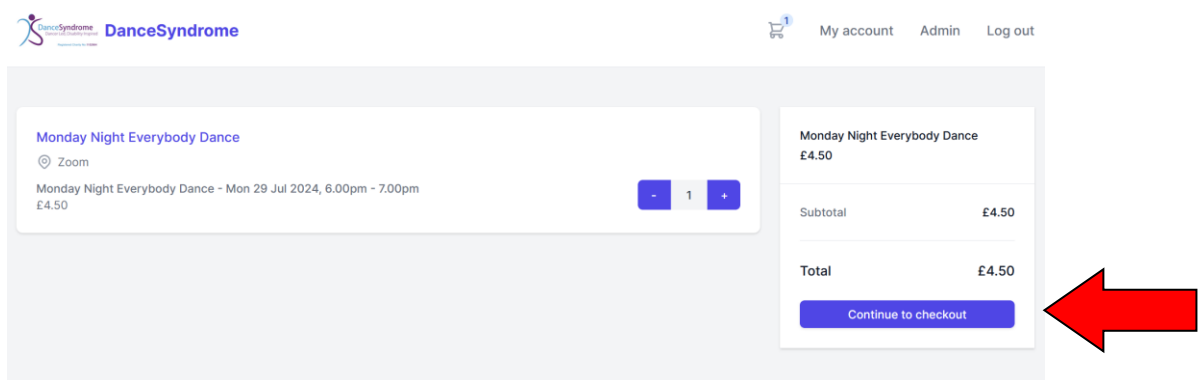 DanceSyndrome
DanceSyndrome
1
My account
Admin
Log out
Monday Night Everybody Dance
Zoom
Monday Night Everybody Dance - Mon 29 Jul 2024, 6.00pm - 7.00pm
£4.50
-
1
+
Monday Night Everybody Dance
£4.50
Subtotal
£4.50
Total
£4.50
Continue to checkout